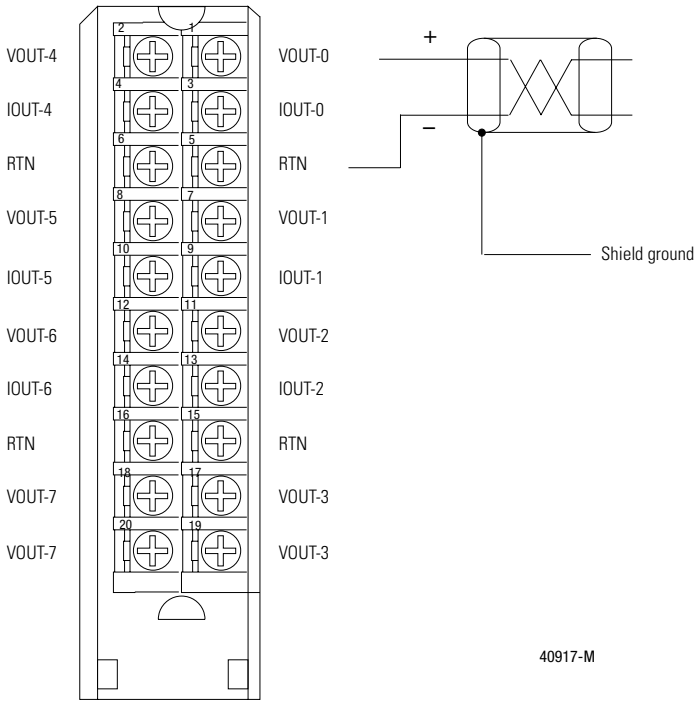 2 1
VOUT-4 VOUT-0 +
4 3
IOUT-4 IOUT-0
6 5 –
RTN RTN
8 7
VOUT-5 VOUT-1
10 9 Shield ground
IOUT-5 IOUT-1
12 11
VOUT-6 VOUT-2
14 13
IOUT-6 IOUT-2
16 15
RTN RTN
18 17
VOUT-7 VOUT-3
20 19
VOUT-7 VOUT-3
40917-M